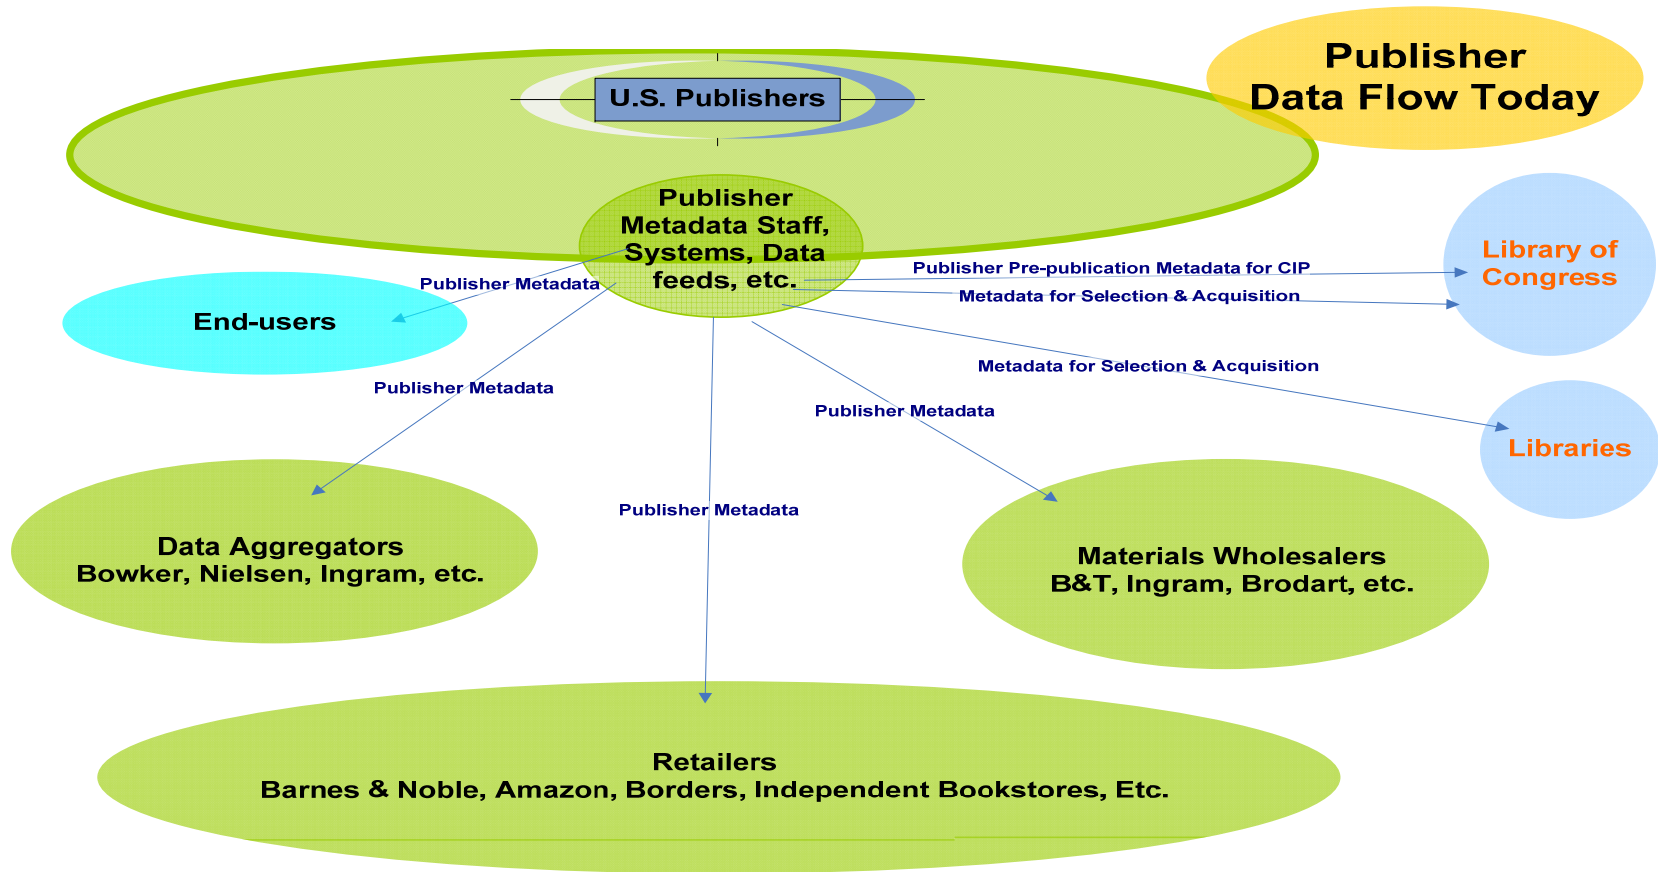 Publisher
Data Flow Today
U.S. Publishers
Publisher
Metadata Staff,
Systems, Data
feeds, etc.
Library of
Congress
Publisher Pre-publication Metadata for CIP
Publisher Metadata
Metadata for Selection & Acquisition
End-users
Metadata for Selection & Acquisition
Publisher Metadata
Publisher Metadata
Libraries
Publisher Metadata
Data Aggregators
Bowker, Nielsen, Ingram, etc.
Materials Wholesalers
B&T, Ingram, Brodart, etc.
Retailers
Barnes & Noble, Amazon, Borders, Independent Bookstores, Etc.